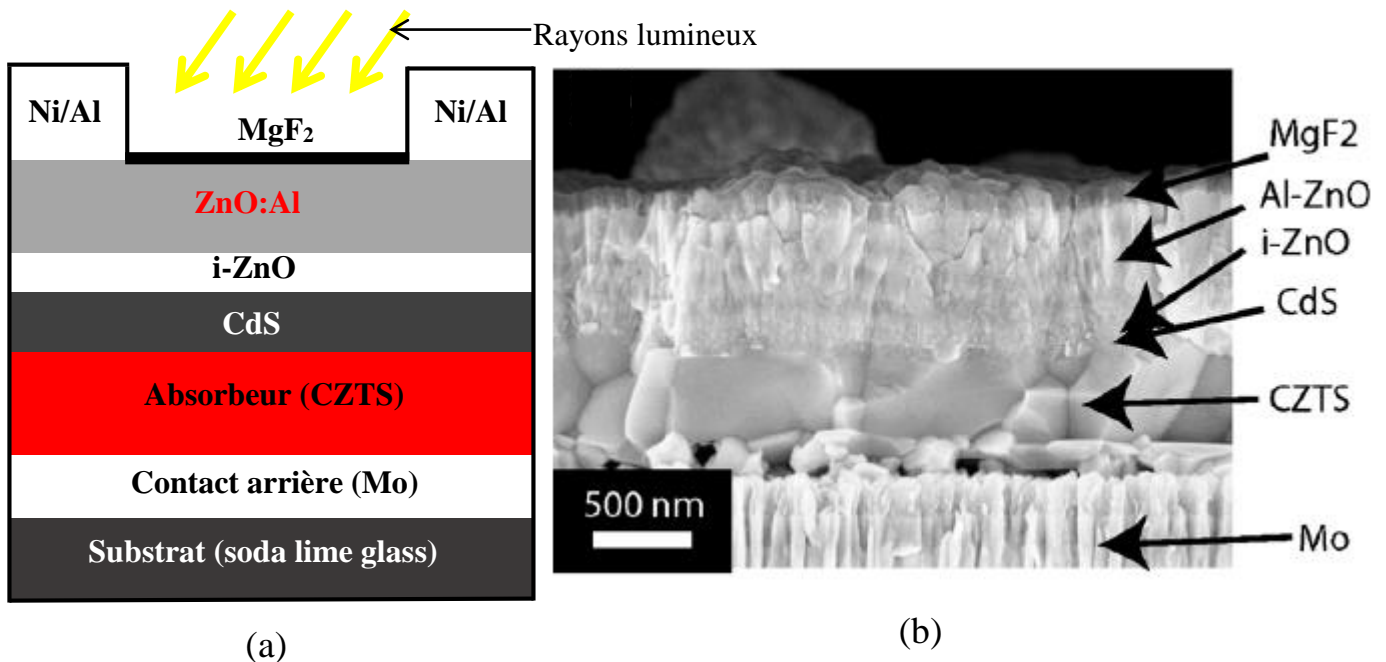 Rayons lumineux
Ni/Al
MgF₂
Ni/Al
ZnO:Al
i-ZnO
CdS
Absorbeur (CZTS)
Contact arrière (Mo)
Substrat (soda lime glass)
(a)
MgF2
Al-ZnO
i-ZnO
CdS
CZTS
500 nm
Mo
(b)